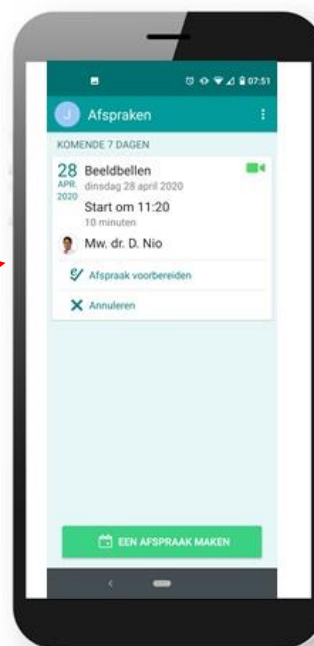 07:51
J Afspraken
KOMENDE 7 DAGEN
28 Beeldbellen
APR. dinsdag 28 april 2020
2020 Start om 11:20
10 minuten
Mw. dr. D. Nio
Afspraak voorbereiden
Annuleren
EEN AFSPRAAK MAKEN